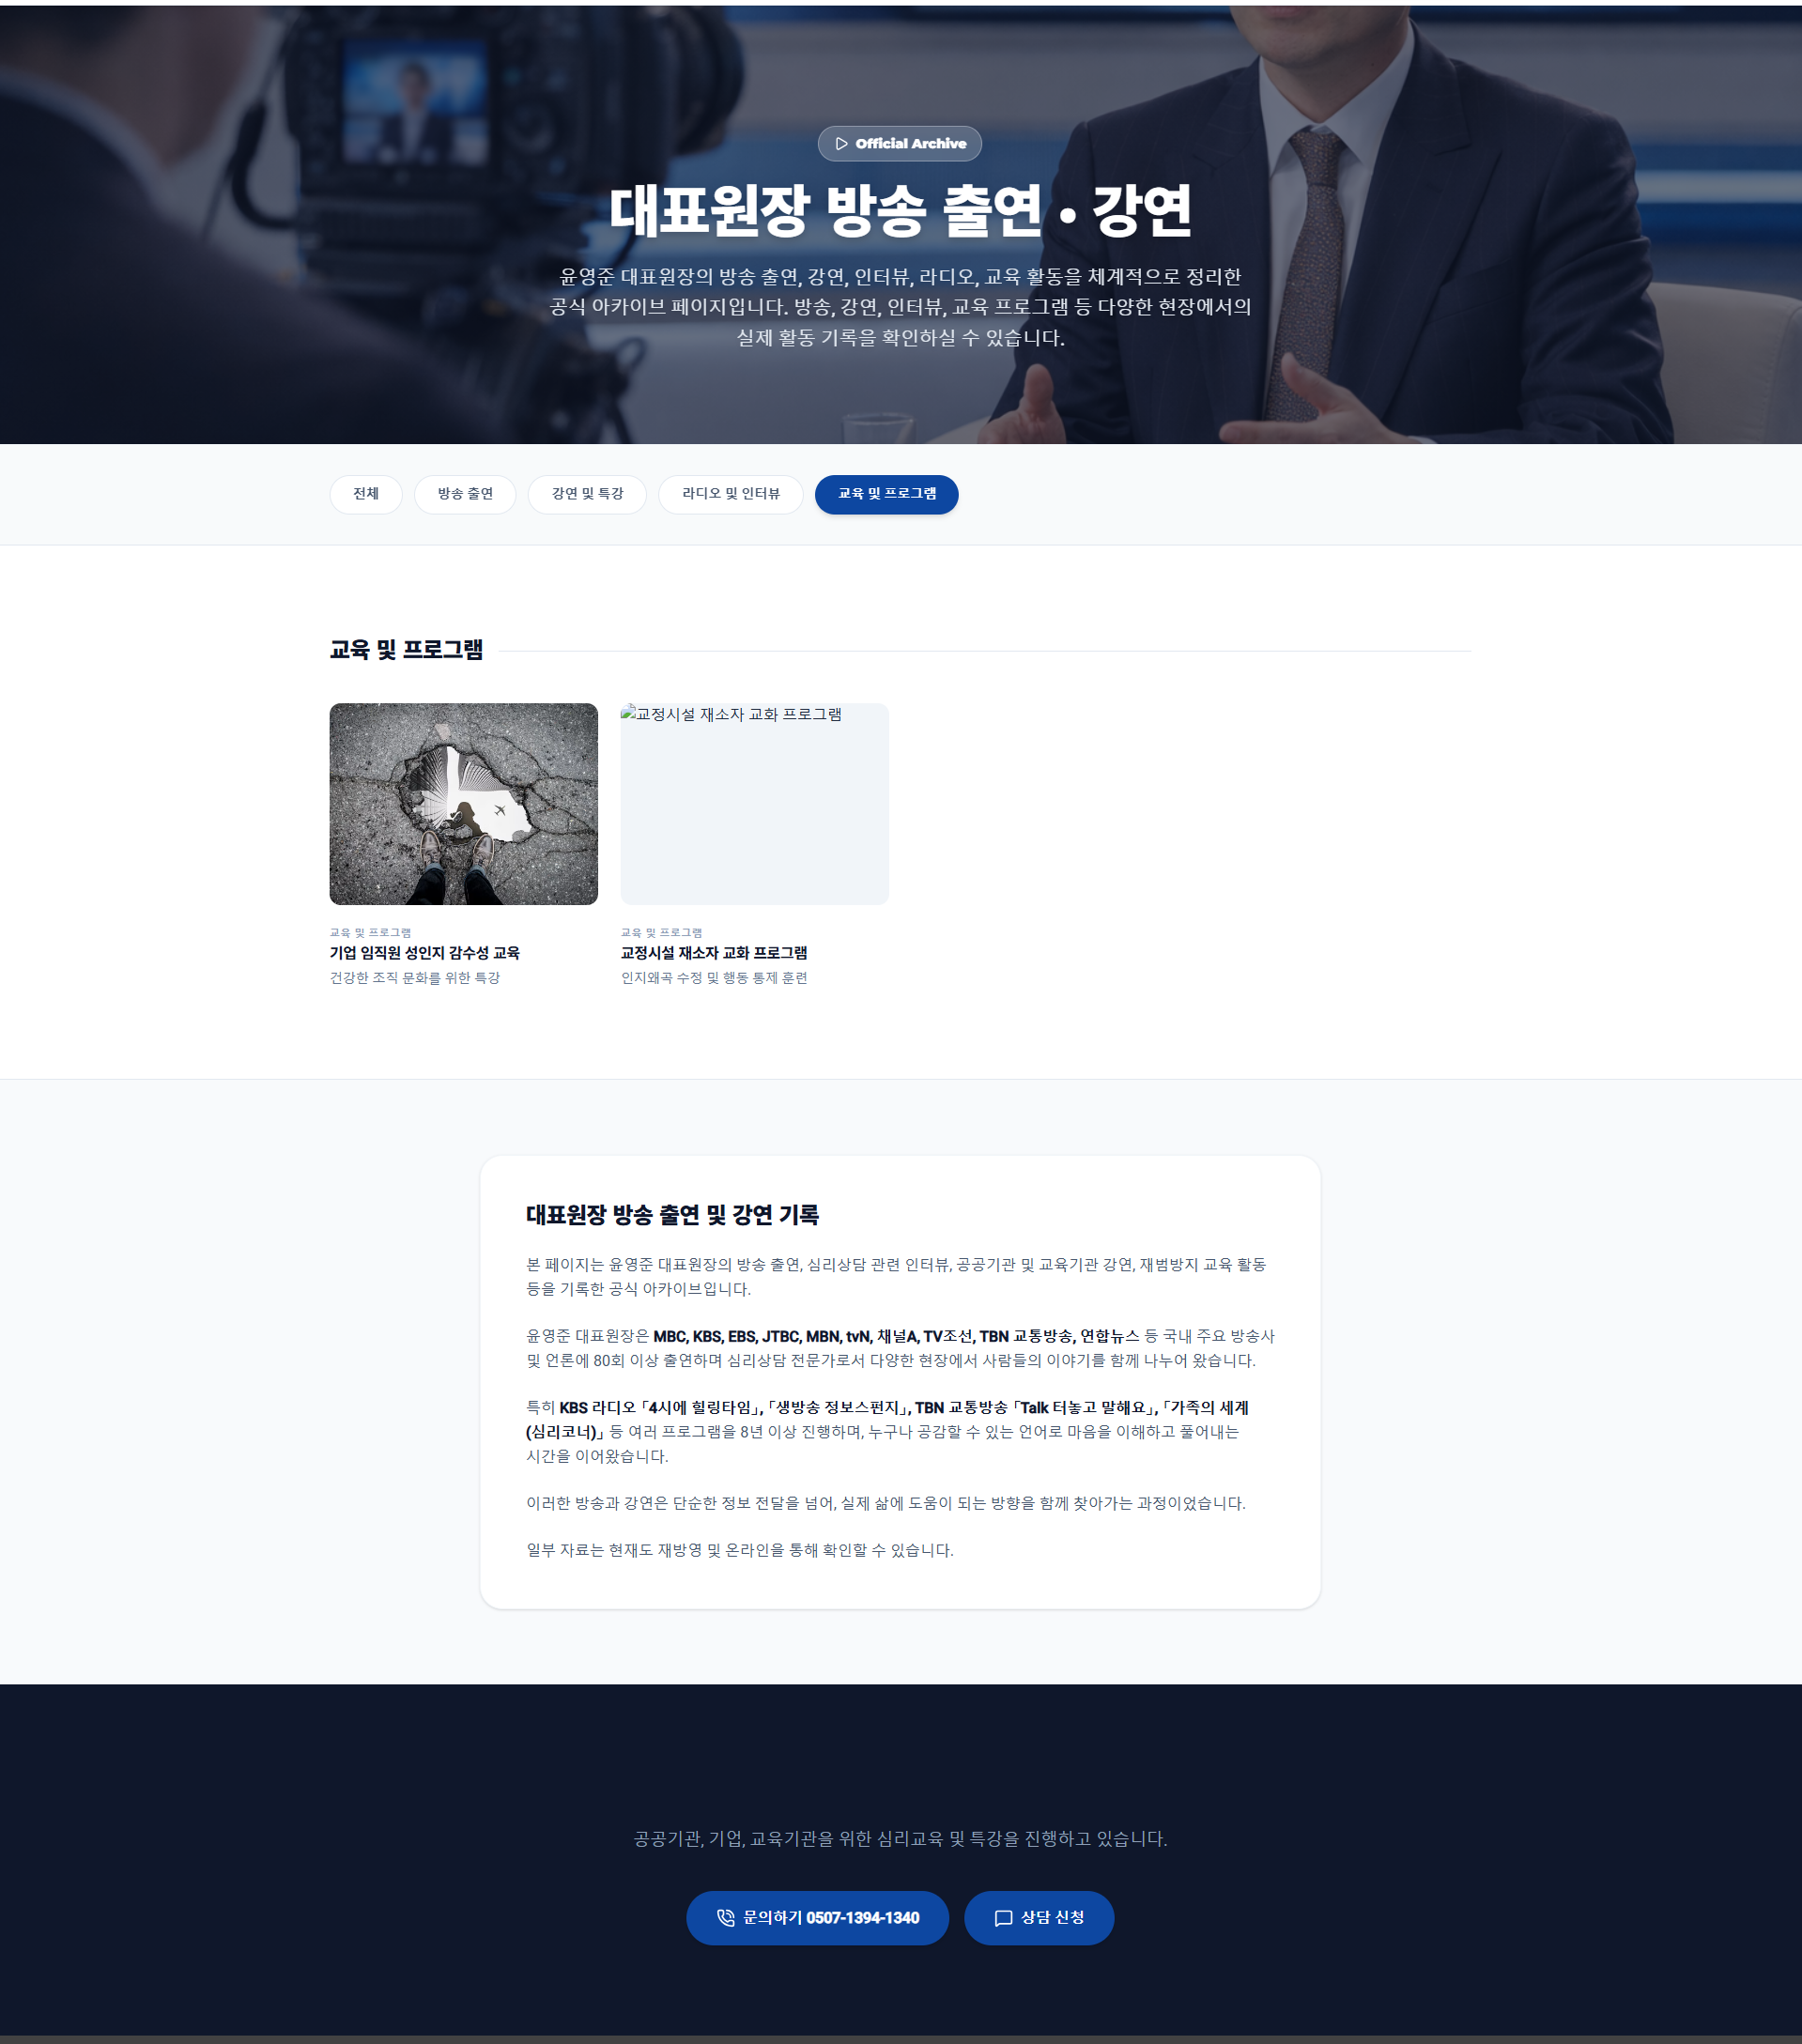 Official Archive
대표원장 방송 출연 • 강연
윤영준 대표원장의 방송 출연, 강연, 인터뷰, 라디오, 교육 활동을 체계적으로 정리한
공식 아카이브 페이지입니다. 방송, 강연, 인터뷰, 교육 프로그램 등 다양한 현장에서의
실제 활동 기록을 확인하실 수 있습니다.
전체
방송 출연
강연 및 특강
라디오 및 인터뷰
교육 및 프로그램
교육 및 프로그램
교정시설 재소자 교화 프로그램
교육 및 프로그램
기업 임직원 성인지 감수성 교육
건강한 조직 문화를 위한 특강
교육 및 프로그램
교정시설 재소자 교화 프로그램
인지왜곡 수정 및 행동 통제 훈련
대표원장 방송 출연 및 강연 기록
본 페이지는 윤영준 대표원장의 방송 출연, 심리상담 관련 인터뷰, 공공기관 및 교육기관 강연, 재범방지 교육 활동
등을 기록한 공식 아카이브입니다.
윤영준 대표원장은 MBC, KBS, EBS, JTBC, MBN, tvN, 채널A, TV조선, TBN 교통방송, 연합뉴스 등 국내 주요 방송사
및 언론에 80회 이상 출연하며 심리상담 전문가로서 다양한 현장에서 사람들의 이야기를 함께 나누어 왔습니다.
특히 KBS 라디오 「4시에 힐링타임」, 「생방송 정보스펀지」, TBN 교통방송 「Talk 터놓고 말해요」, 「가족의 세계
(심리코너)」 등 여러 프로그램을 8년 이상 진행하며, 누구나 공감할 수 있는 언어로 마음을 이해하고 풀어내는
시간을 이어왔습니다.
이러한 방송과 강연은 단순한 정보 전달을 넘어, 실제 삶에 도움이 되는 방향을 함께 찾아가는 과정이었습니다.
일부 자료는 현재도 재방영 및 온라인을 통해 확인할 수 있습니다.
공공기관, 기업, 교육기관을 위한 심리교육 및 특강을 진행하고 있습니다.
문의하기 0507-1394-1340
상담 신청